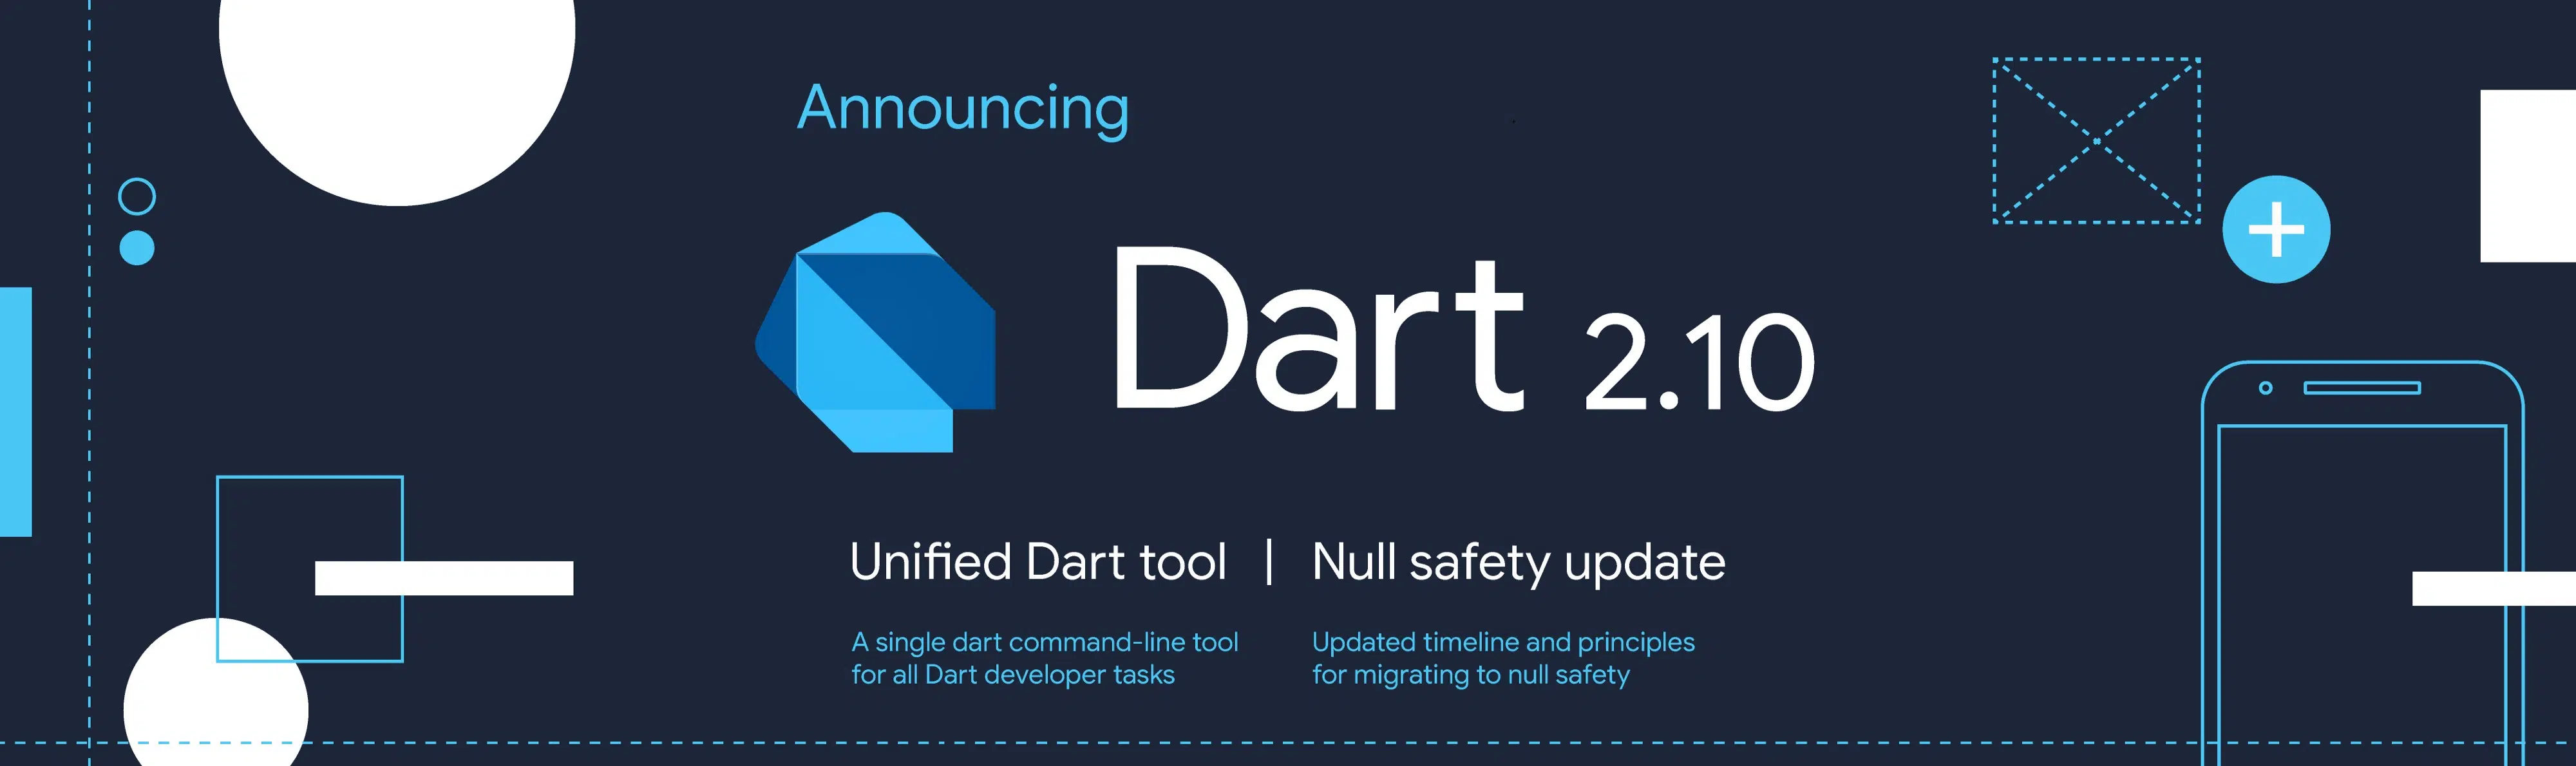 Announcing
Dart 2.10
Unified Dart tool | Null safety update
A single dart command-line tool
for all Dart developer tasks
Updated timeline and principles
for migrating to null safety